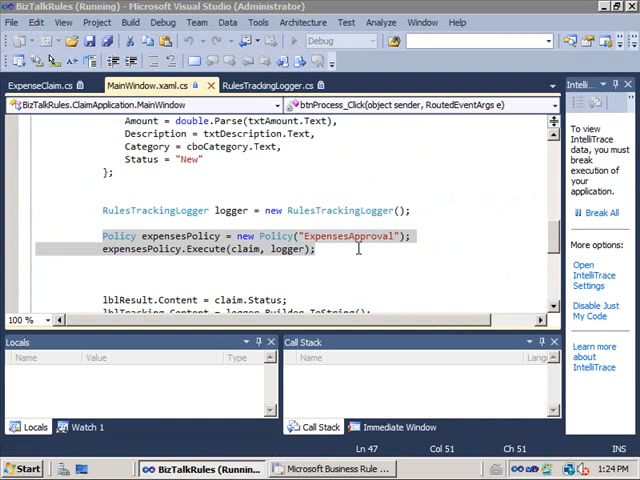 BizTalkRules (Running) - Microsoft Visual Studio (Administrator)
File Edit View Project Build Debug Team Data Tools Architecture Test Analyze Window Help
Debug
ExpenseClaim.cs MainWindow.xaml.cs RulesTrackingLogger.cs
BizTalkRules.ClaimApplication.MainWindow btnProcess_Click(object sender, RoutedEventArgs e)
Amount = double.Parse(txtAmount.Text),
Description = txtDescription.Text,
Category = cboCategory.Text,
Status = "New"
};
RulesTrackingLogger logger = new RulesTrackingLogger();
Policy expensesPolicy = new Policy("ExpensesApproval");
expensesPolicy.Execute(claim, logger);
lblResult.Content = claim.Status;
lblTracking.Content = logger.Builder.ToString();
100 %
Intelli...
To view
IntelliTrace
data, you must
break
execution of
your
application.
Break All
More options:
Open
IntelliTrace
Settings
Disable Just
My Code
Learn more
about
IntelliTrace
Locals
Name Value Type
Locals Watch 1
Call Stack
Name Lang
Call Stack Immediate Window
Ln 47 Col 51 Ch 51 INS
Start BizTalkRules (Runnin... Microsoft Business Rule ... 1:24 PM